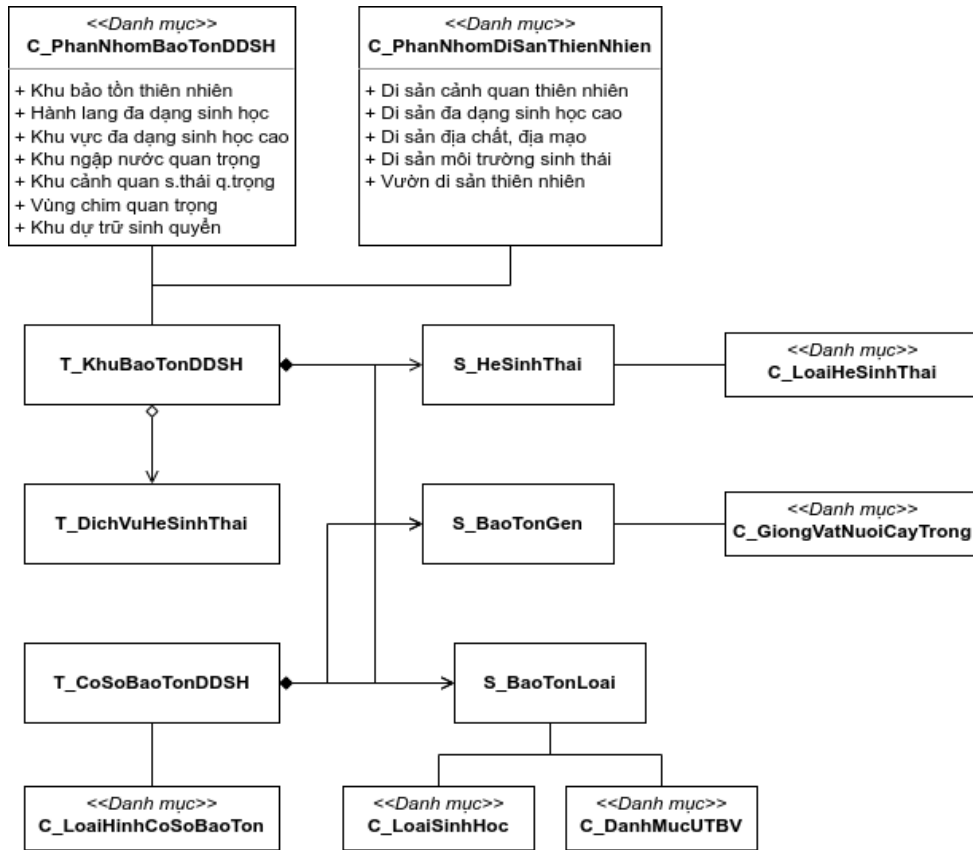 <<Danh mục>>
C_PhanNhomBaoTonDDSH
+ Khu bảo tồn thiên nhiên
+ Hành lang đa dạng sinh học
+ Khu vực đa dạng sinh học cao
+ Khu ngập nước quan trọng
+ Khu cảnh quan s.thái q.trọng
+ Vùng chim quan trọng
+ Khu dự trữ sinh quyển
<<Danh mục>>
C_PhanNhomDiSanThienNhien
+ Di sản cảnh quan thiên nhiên
+ Di sản đa dạng sinh học cao
+ Di sản địa chất, địa mạo
+ Di sản môi trường sinh thái
+ Vườn di sản thiên nhiên
T_KhuBaoTonDDSH
S_HeSinhThai
<<Danh mục>>
C_LoaiHeSinhThai
T_DichVuHeSinhThai
S_BaoTonGen
<<Danh mục>>
C_GiongVatNuoiCayTrong
T_CoSoBaoTonDDSH
S_BaoTonLoai
<<Danh mục>>
C_LoaiHinhCoSoBaoTon
<<Danh mục>>
C_LoaiSinhHoc
<<Danh mục>>
C_DanhMucUTBV